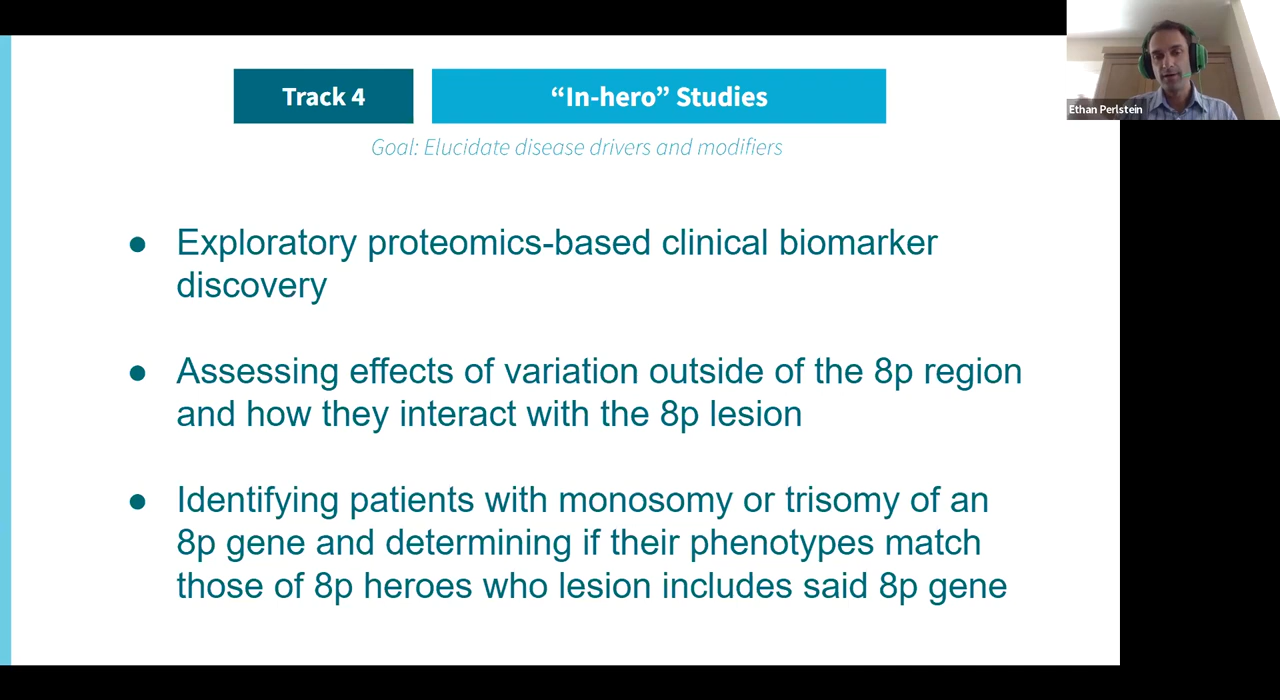 Track 4
“In-hero” Studies
Goal: Elucidate disease drivers and modifiers
Ethan Perlstein
● Exploratory proteomics-based clinical biomarker
discovery
● Assessing effects of variation outside of the 8p region
and how they interact with the 8p lesion
● Identifying patients with monosomy or trisomy of an
8p gene and determining if their phenotypes match
those of 8p heroes who lesion includes said 8p gene